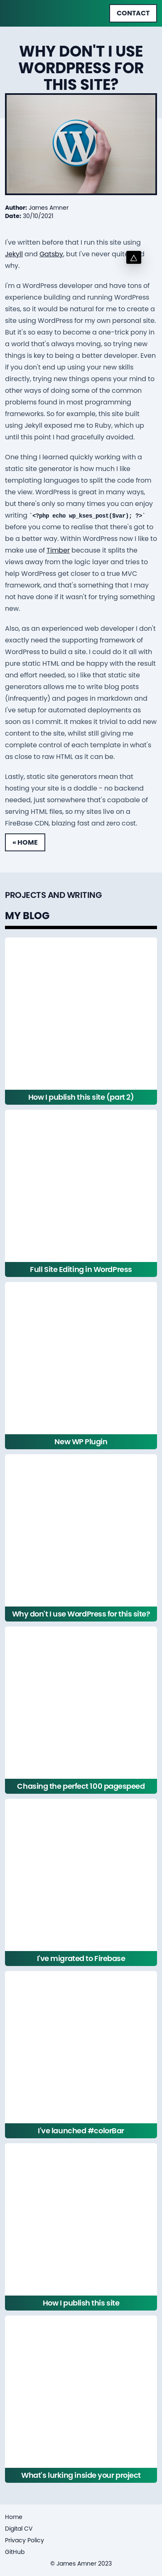 CONTACT
WHY DON'T I USE
WORDPRESS FOR
THIS SITE?
Author: James Amner
Date: 30/10/2021
I've written before that I run this site using
Jekyll and Gatsby, but I've never quite
why.
I'm a WordPress developer and have tons of
experience building and running WordPress
sites, so it would be natural for me to create a
site using WordPress for my own personal site.
But it's easy to become a one-trick pony in
a world that's always moving, so trying new
things is key to being a better developer. Even
if you don't end up using your new skills
directly, trying new things opens your mind to
other ways of doing some of the common
problems found in most programming
frameworks. So for example, this site built
using Jekyll exposed me to Ruby, which up
until this point I had gracefully avoided.
One thing I learned quickly working with a
static site generator is how much I like
templating languages to split the code from
the view. WordPress is great in many ways,
but there's only so many times you can enjoy
writing `<?php echo wp_kses_post($var); ?>`
before you come to realise that there's got to
be a better way. Within WordPress now I like to
make use of Timber because it splits the
views away from the logic layer and tries to
help WordPress get closer to a true MVC
framework, and that's something that I may
not have done if it wasn't for trying something
new.
Also, as an experienced web developer I don't
exactly need the supporting framework of
WordPress to build a site. I could do it all with
pure static HTML and be happy with the result
and effort needed, so I like that static site
generators allows me to write blog posts
(infrequently) and pages in markdown and
I've setup for automated deployments as
soon as I commit. It makes it trivial to add new
content to the site, whilst still giving me
complete control of each template in what's
as close to raw HTML as it can be.
Lastly, static site generators mean that
hosting your site is a doddle - no backend
needed, just somewhere that's capable of
serving HTML files, so my sites live on a
FireBase CDN, blazing fast and zero cost.
« HOME
PROJECTS AND WRITING
MY BLOG
How I publish this site (part 2)
Full Site Editing in WordPress
New WP Plugin
Why don't I use WordPress for this site?
Chasing the perfect 100 pagespeed
I've migrated to Firebase
I've launched #colorBar
How I publish this site
What's lurking inside your project
Home
Digital CV
Privacy Policy
GitHub
© James Amner 2023